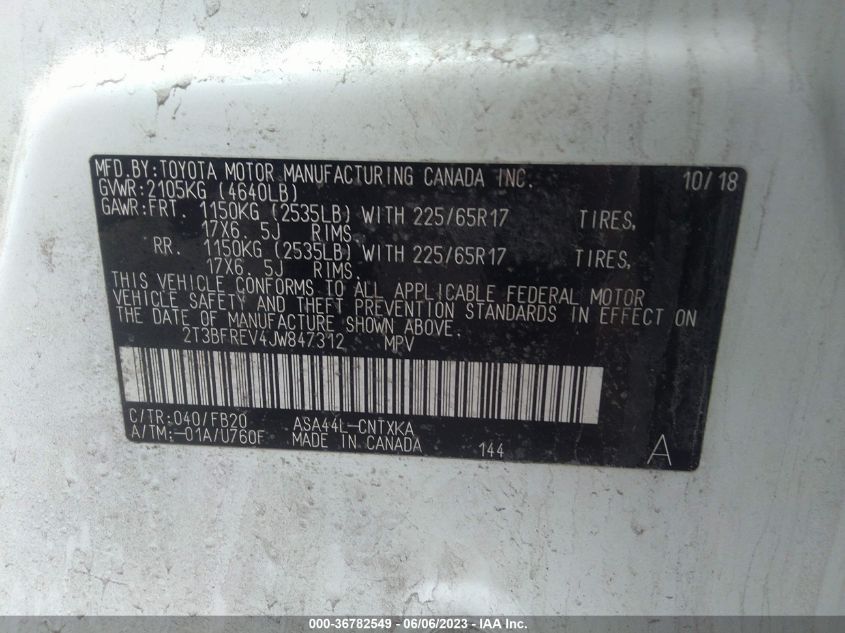 MFD.BY:TOYOTA MOTOR MANUFACTURING CANADA INC. 10/18
GVWR:2105KG (4640LB)
GAWR:FRT. 1150KG (2535LB) WITH 225/65R17 TIRES,
17X6. 5J RIMS.
RR. 1150KG (2535LB) WITH 225/65R17 TIRES,
17X6. 5J RIMS.
THIS VEHICLE CONFORMS TO ALL APPLICABLE FEDERAL MOTOR
VEHICLE SAFETY AND THEFT PREVENTION STANDARDS IN EFFECT ON
THE DATE OF MANUFACTURE SHOWN ABOVE.
2T3BFREV4JW847312 MPV
C/TR:040/FB20 ASA44L-CNTXKA
A/TM:-01A/U760F MADE IN CANADA 144 A
000-36782549 - 06/06/2023 - IAA Inc.